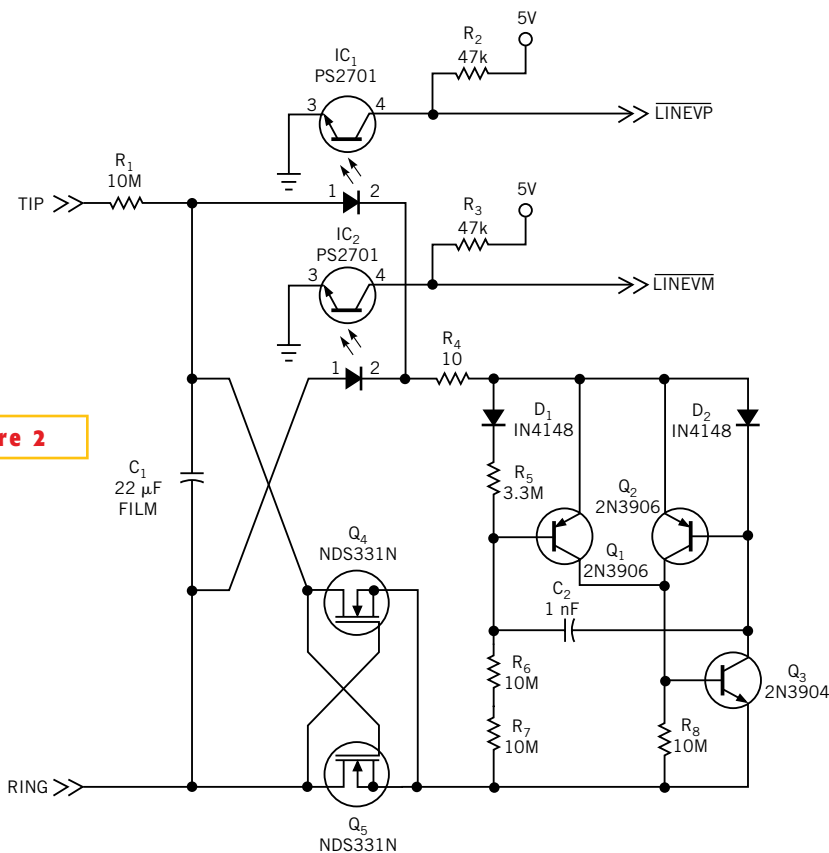 IC1
PS2701
3
4
R2
47k
5V
LINEVP
R1
10M
TIP
1
2
IC2
PS2701
3
4
R3
47k
5V
LINEVM
1
2
R4
10
re 2
C1
22 µF
FILM
D1
IN4148
D2
IN4148
R5
3.3M
Q2
2N3906
Q1
2N3906
C2
1 nF
Q4
NDS331N
R6
10M
R7
10M
Q3
2N3904
R8
10M
RING
Q5
NDS331N